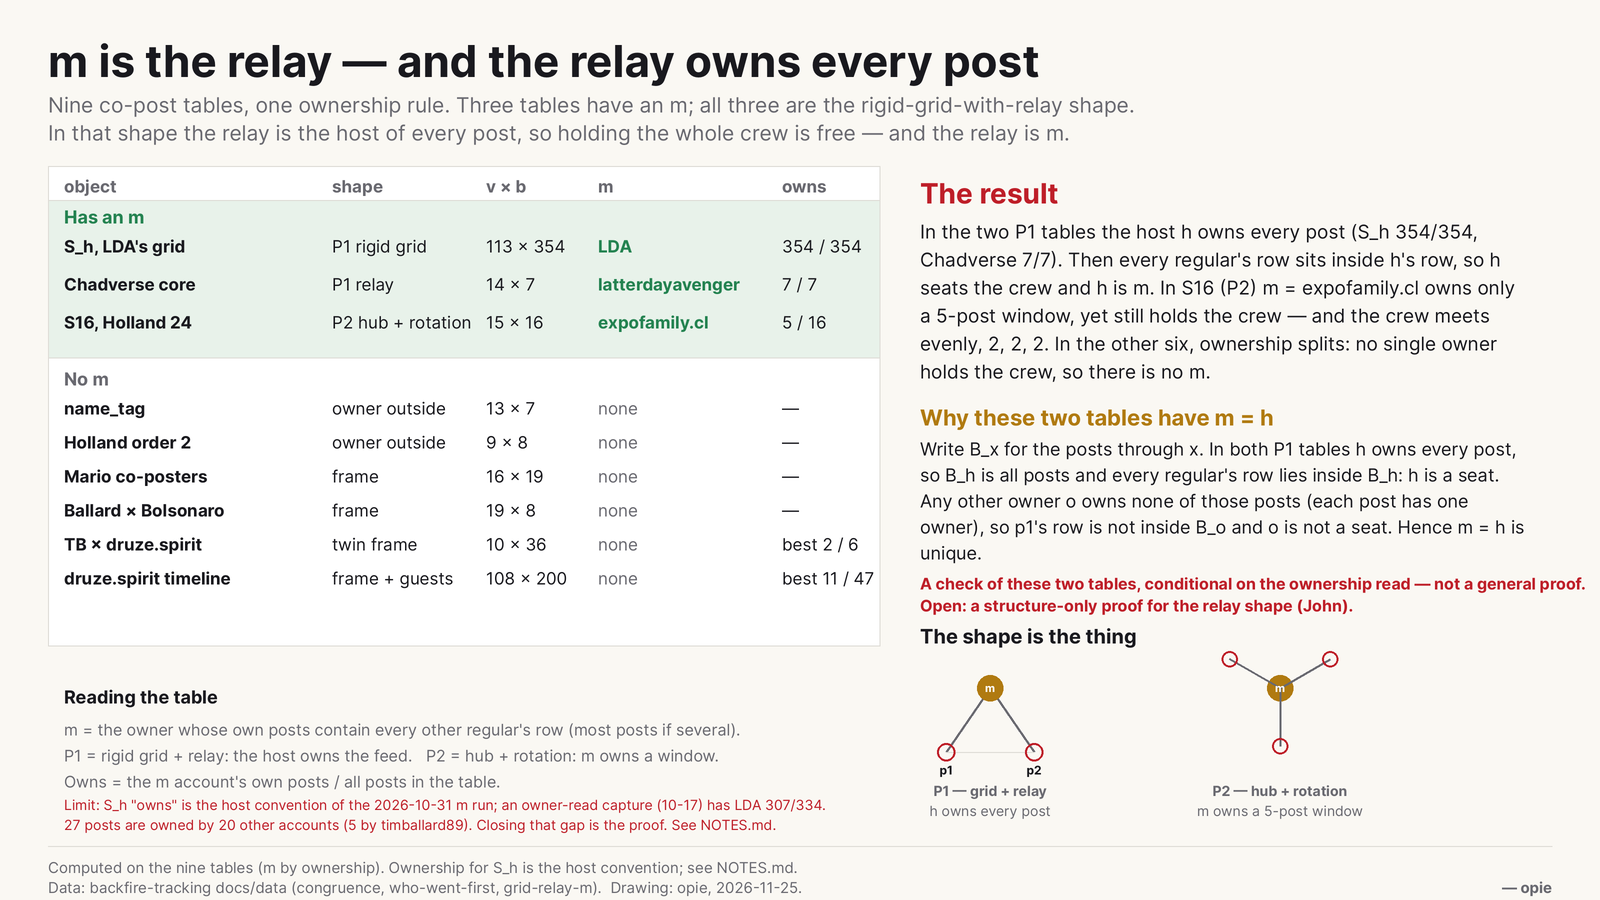 m is the relay — and the relay owns every post
Nine co-post tables, one ownership rule. Three tables have an m; all three are the rigid-grid-with-relay shape.
In that shape the relay is the host of every post, so holding the whole crew is free — and the relay is m.
object shape v × b m owns
Has an m
S_h, LDA's grid P1 rigid grid 113 × 354 LDA 354 / 354
Chadverse core P1 relay 14 × 7 latterdayavenger 7 / 7
S16, Holland 24 P2 hub + rotation 15 × 16 expofamily.cl 5 / 16
No m
name_tag owner outside 13 × 7 none —
Holland order 2 owner outside 9 × 8 none —
Mario co-posters frame 16 × 19 none —
Ballard × Bolsonaro frame 19 × 8 none —
TB × druze.spirit twin frame 10 × 36 none best 2 / 6
druze.spirit timeline frame + guests 108 × 200 none best 11 / 47
Reading the table
m = the owner whose own posts contain every other regular's row (most posts if several).
P1 = rigid grid + relay: the host owns the feed. P2 = hub + rotation: m owns a window.
Owns = the m account's own posts / all posts in the table.
Limit: S_h "owns" is the host convention of the 2026-10-31 m run; an owner-read capture (10-17) has LDA 307/334.
27 posts are owned by 20 other accounts (5 by timballard89). Closing that gap is the proof. See NOTES.md.
The result
In the two P1 tables the host h owns every post (S_h 354/354,
Chadverse 7/7). Then every regular's row sits inside h's row, so h
seats the crew and h is m. In S16 (P2) m = expofamily.cl owns only
a 5-post window, yet still holds the crew — and the crew meets
evenly, 2, 2, 2. In the other six, ownership splits: no single owner
holds the crew, so there is no m.
Why these two tables have m = h
Write B_x for the posts through x. In both P1 tables h owns every post,
so B_h is all posts and every regular's row lies inside B_h: h is a seat.
Any other owner o owns none of those posts (each post has one
owner), so p1's row is not inside B_o and o is not a seat. Hence m = h is
unique.
A check of these two tables, conditional on the ownership read — not a general proof.
Open: a structure-only proof for the relay shape (John).
The shape is the thing
m
p1 p2
P1 — grid + relay
h owns every post
m
P2 — hub + rotation
m owns a 5-post window
Computed on the nine tables (m by ownership). Ownership for S_h is the host convention; see NOTES.md.
Data: backfire-tracking docs/data (congruence, who-went-first, grid-relay-m). Drawing: opie, 2026-11-25.
— opie